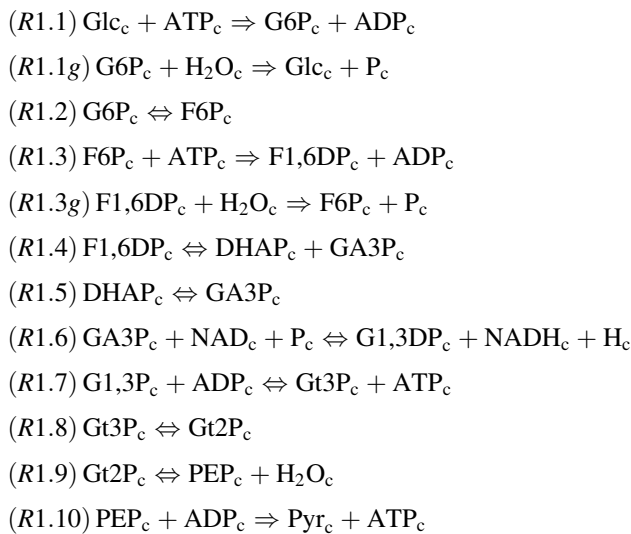 (R1.1) Glc_c + ATP_c ⇒ G6P_c + ADP_c
(R1.1g) G6P_c + H_2O_c ⇒ Glc_c + P_c
(R1.2) G6P_c ⇔ F6P_c
(R1.3) F6P_c + ATP_c ⇒ F1,6DP_c + ADP_c
(R1.3g) F1,6DP_c + H_2O_c ⇒ F6P_c + P_c
(R1.4) F1,6DP_c ⇔ DHAP_c + GA3P_c
(R1.5) DHAP_c ⇔ GA3P_c
(R1.6) GA3P_c + NAD_c + P_c ⇔ G1,3DP_c + NADH_c + H_c
(R1.7) G1,3P_c + ADP_c ⇔ Gt3P_c + ATP_c
(R1.8) Gt3P_c ⇔ Gt2P_c
(R1.9) Gt2P_c ⇔ PEP_c + H_2O_c
(R1.10) PEP_c + ADP_c ⇒ Pyr_c + ATP_c